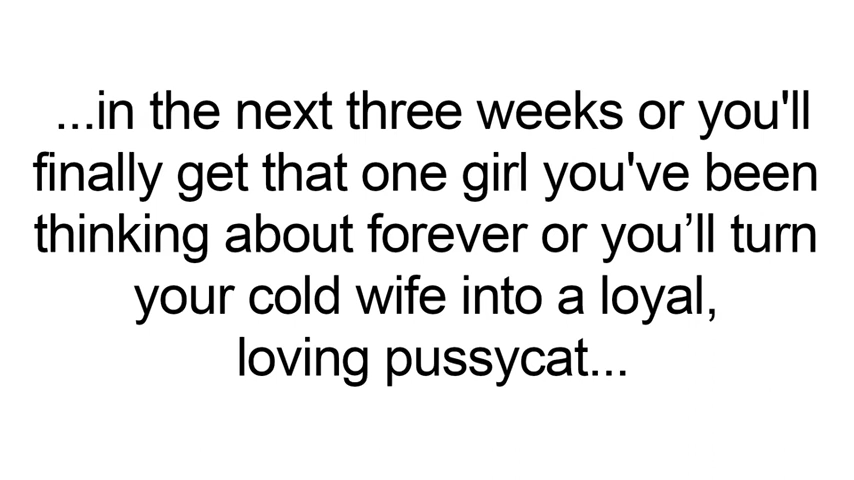 ...in the next three weeks or you'll
finally get that one girl you've been
thinking about forever or you’ll turn
your cold wife into a loyal,
loving pussycat...